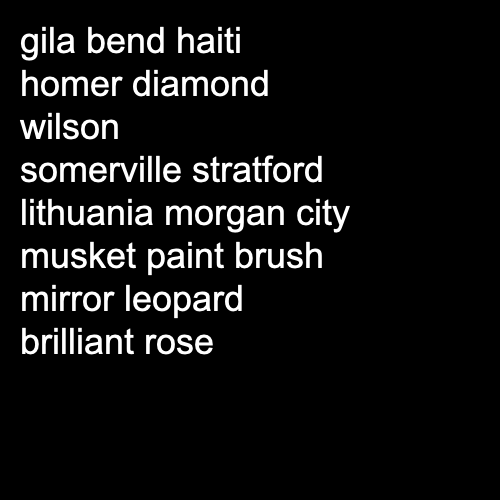 gila bend haiti
homer diamond
wilson
somerville stratford
lithuania morgan city
musket paint brush
mirror leopard
brilliant rose